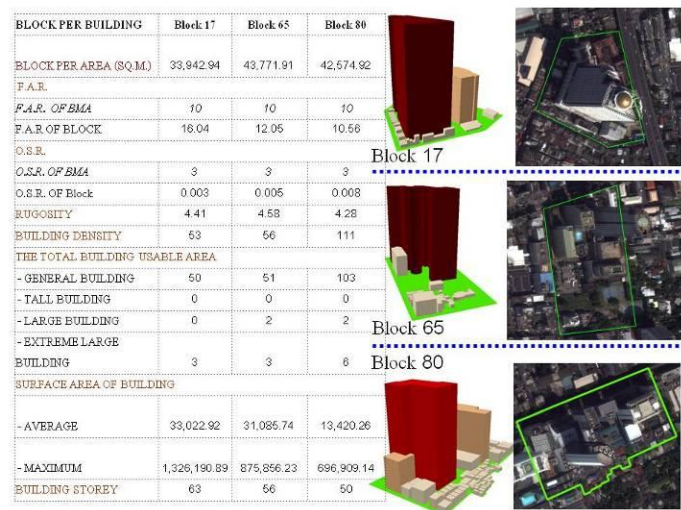 BLOCK PER BUILDING Block 17 Block 65 Block 80
BLOCK PER AREA (SQ.M.) 33,942.94 43,771.91 42,574.92
F.A.R.
F.A.R. OF BMA 10 10 10
F.A.R OF BLOCK 16.04 12.05 10.56
O.S.R.
O.S.R. OF BMA 3 3 3
O.S.R. OF Block 0.003 0.005 0.008
RUGOSITY 4.41 4.58 4.28
BUILDING DENSITY 53 56 111
THE TOTAL BUILDING USABLE AREA
- GENERAL BUILDING 50 51 103
- TALL BUILDING 0 0 0
- LARGE BUILDING 0 2 2
- EXTREME LARGE
BUILDING 3 3 6
SURFACE AREA OF BUILDING
- AVERAGE 33,022.92 31,085.74 13,420.26
- MAXIMUM 1,326,190.89 875,856.23 696,909.14
BUILDING STOREY 63 56 50
Block 17
Block 65
Block 80